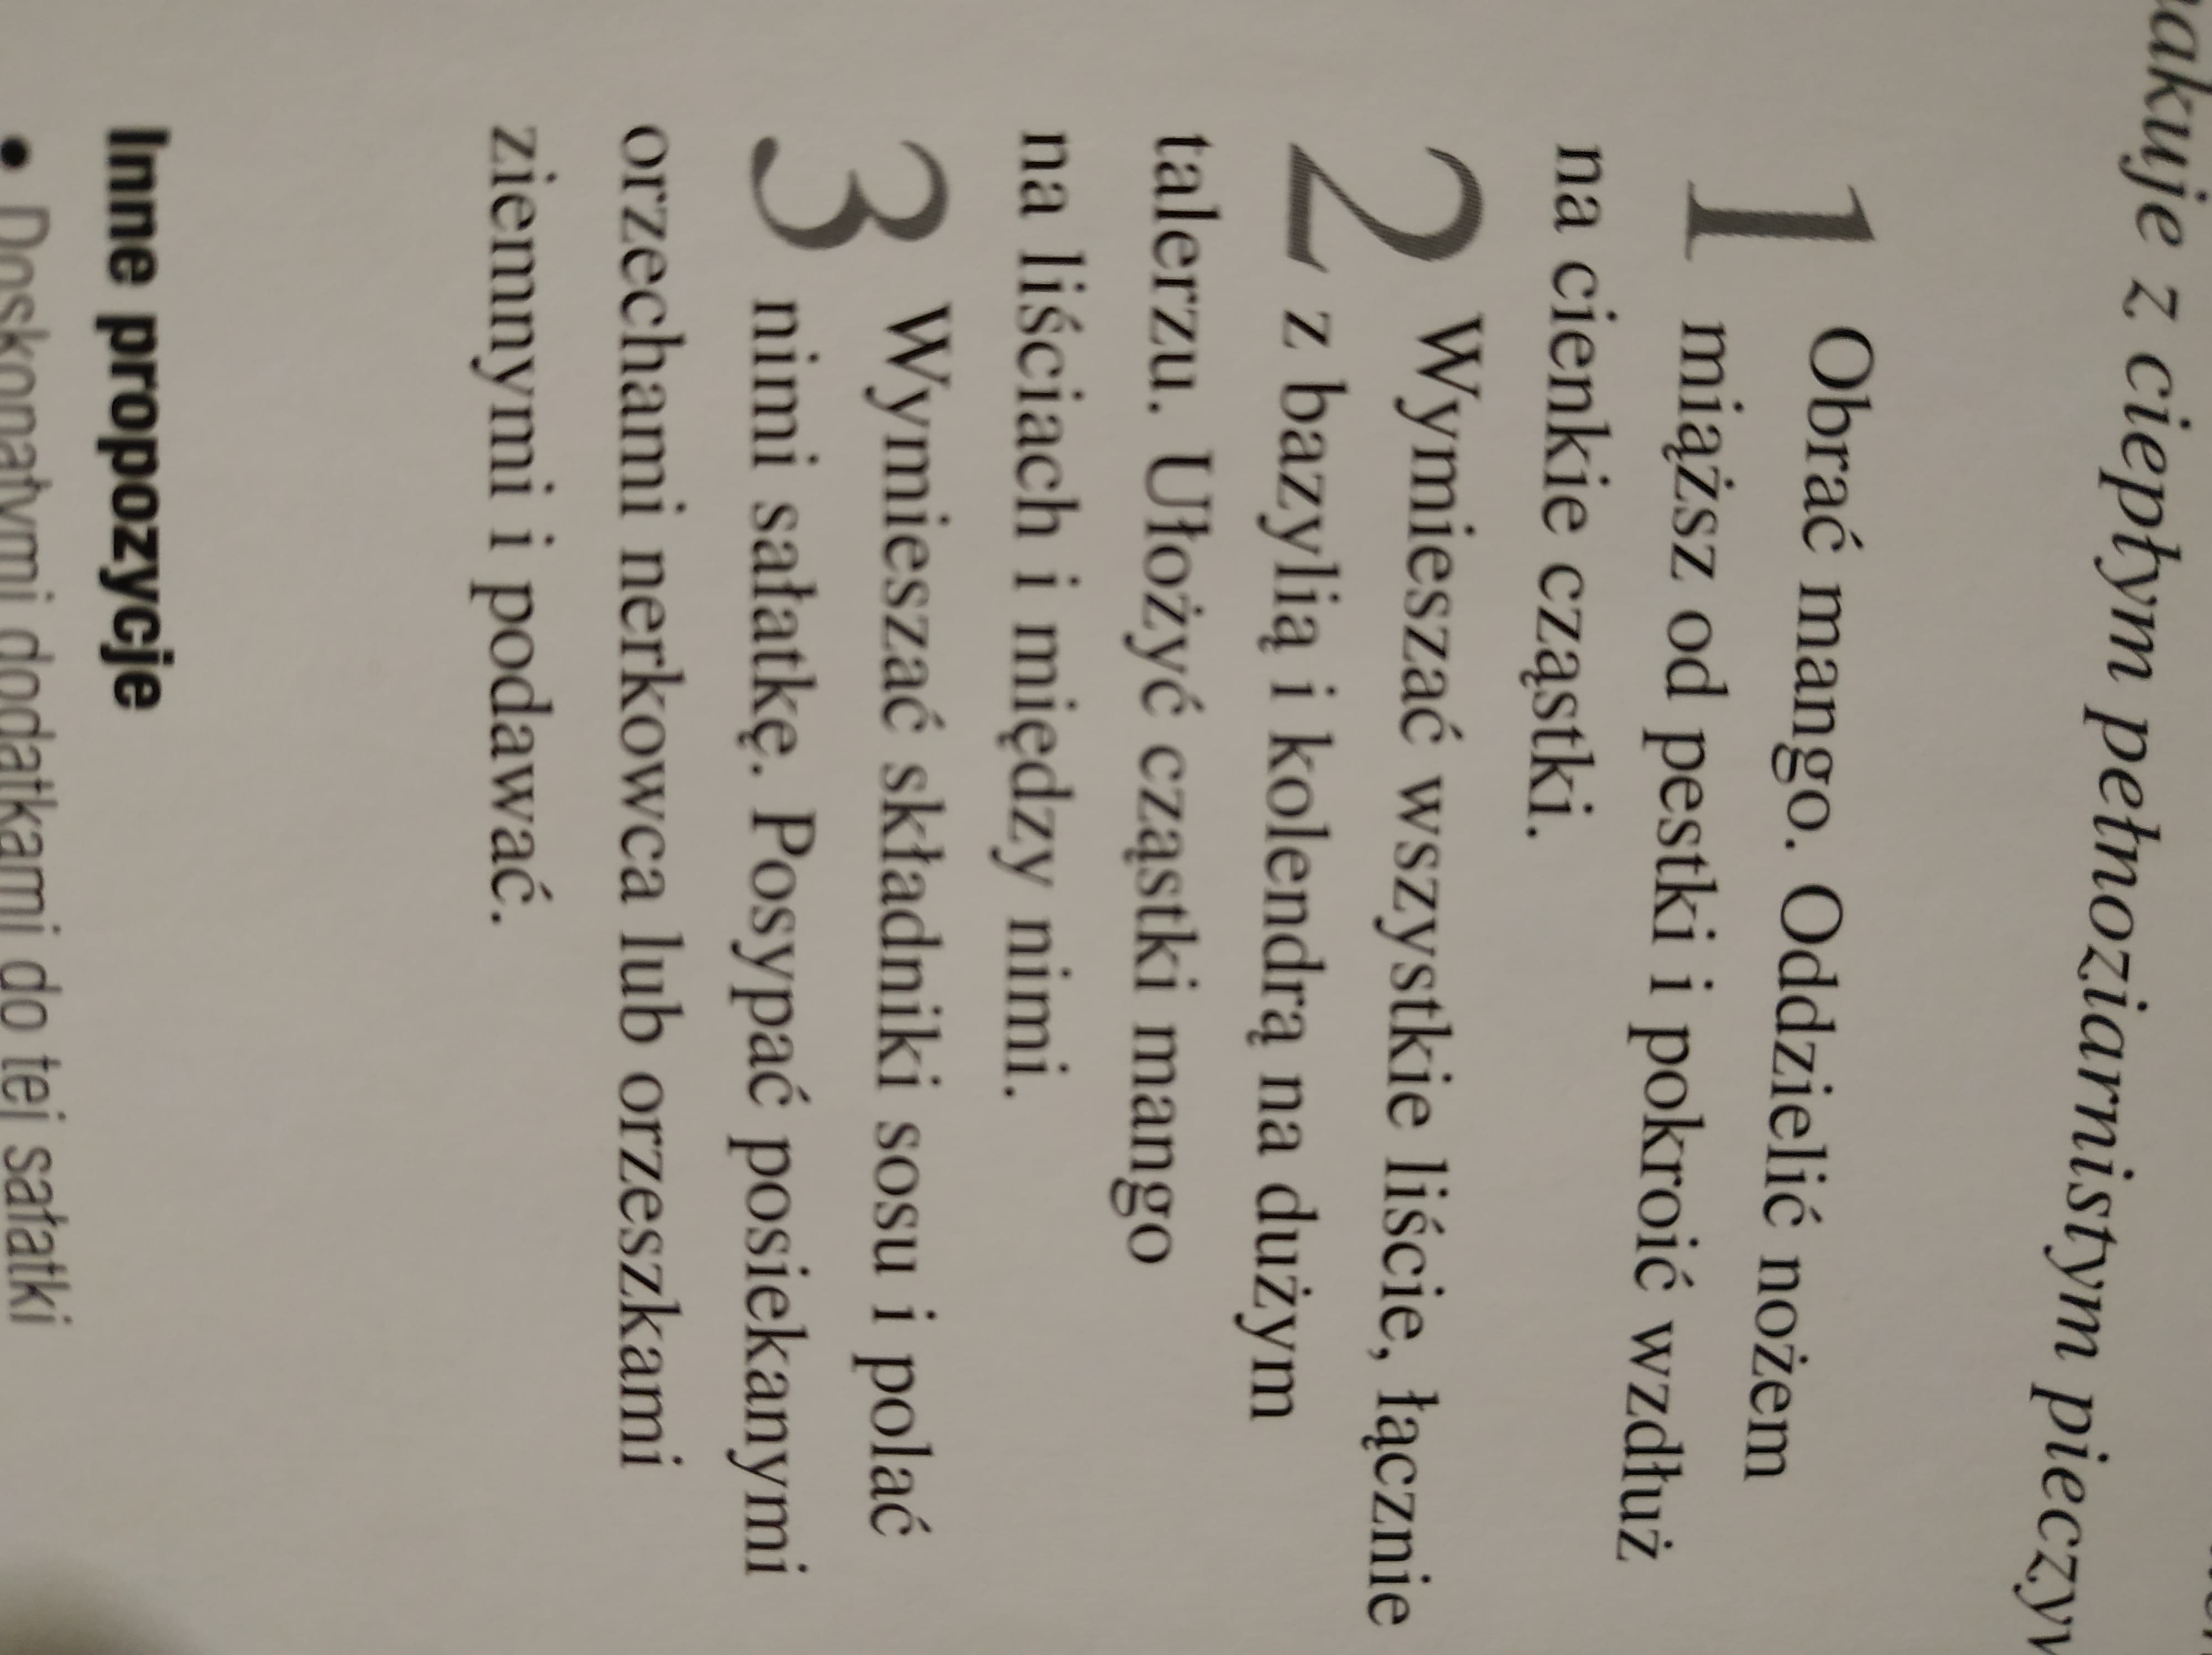 z ciepłym pełnoziarnistym
1 Obrać mango. Oddzielić nożem
miąższ od pestki i pokroić wzdłuż
na cienkie cząstki.
2 Wymieszać wszystkie liście, łącznie
z bazylią i kolendrą na dużym
talerzu. Ułożyć cząstki mango
na liściach i między nimi.
3 Wymieszać składniki sosu i polać
nimi sałatkę. Posypać posiekanymi
orzechami nerkowca lub orzeszkami
ziemnymi i podawać.
Inne propozycje
• Doskonałymi dodatkami do tej sałatki